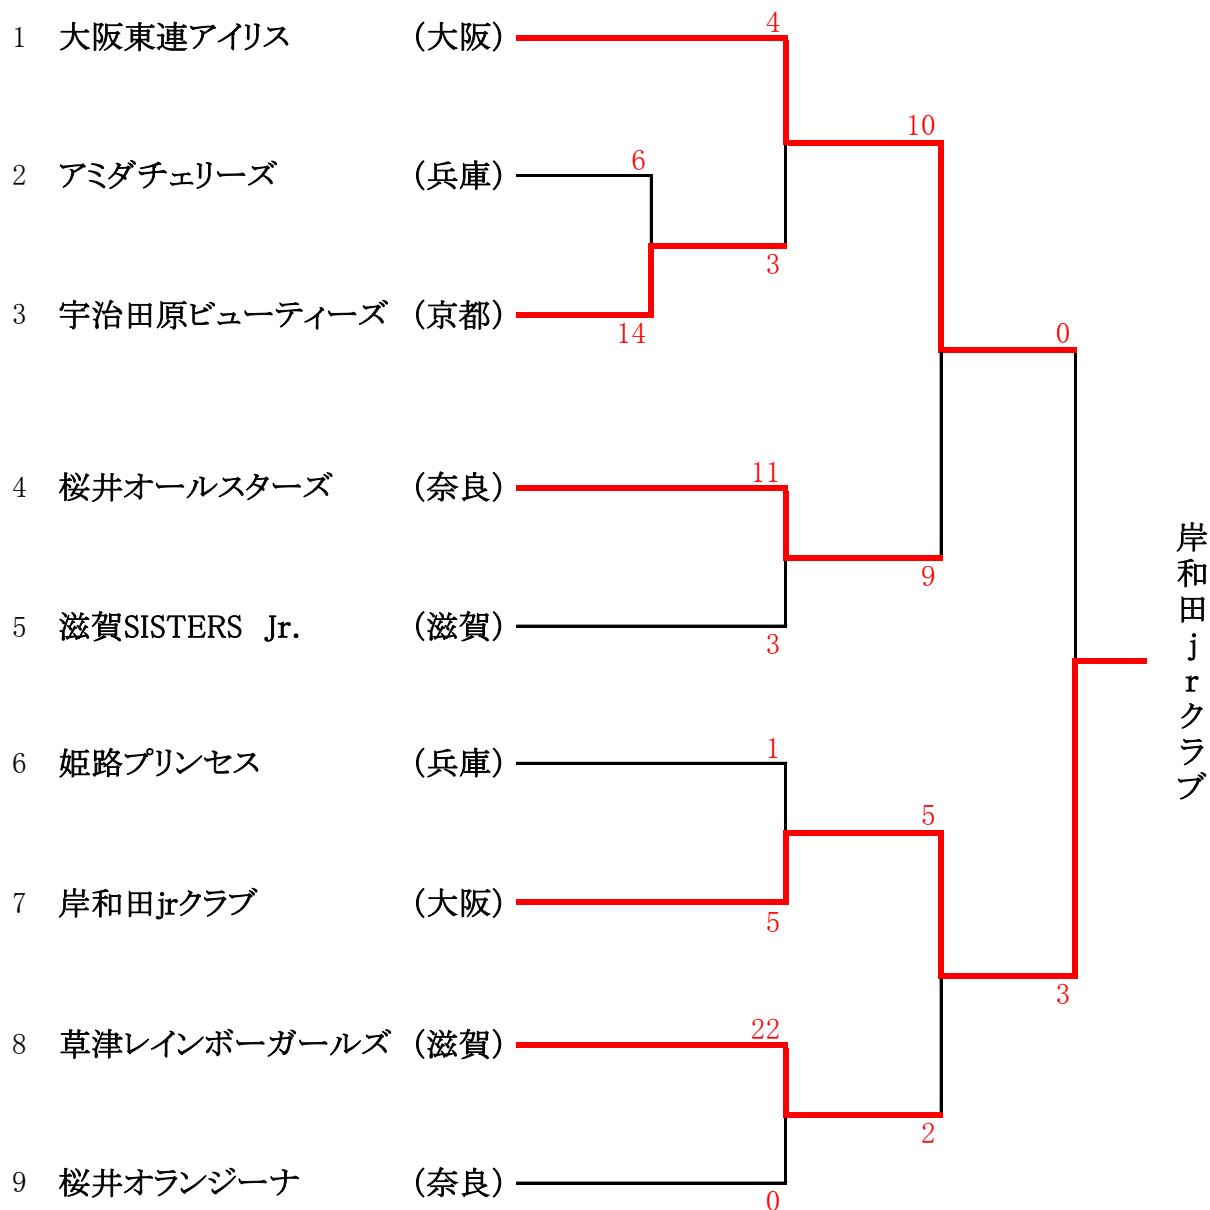 4
1 大阪東連アイリス (大阪)
10
6
2 アミダチェリーズ (兵庫)
3
3 宇治田原ビューティーズ (京都)
14
0
11
4 桜井オールスターズ (奈良)
9
5 滋賀SISTERS Jr. (滋賀)
3
岸和田jrクラブ
1
6 姫路プリンセス (兵庫)
5
7 岸和田jrクラブ (大阪)
5
3
22
8 草津レインボーガールズ (滋賀)
2
9 桜井オランジーナ (奈良)
0